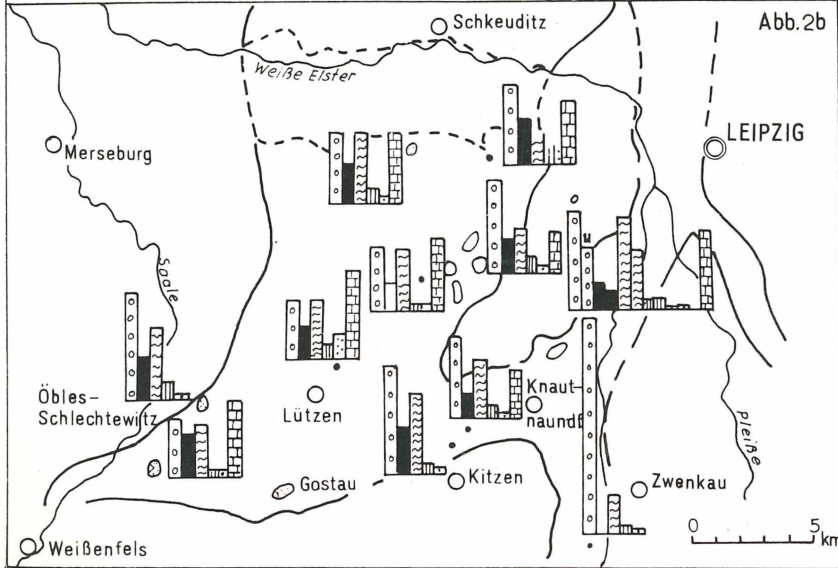 Schkeuditz
Abb.2b
Weiße Elster
LEIPZIG
Merseburg
Saale
u
Öbles-
Schlechtewitz
Lützen
Knaut-
naundf
Pleiße
Gostau
Kitzen
Zwenkau
Weißenfels
0 5
km